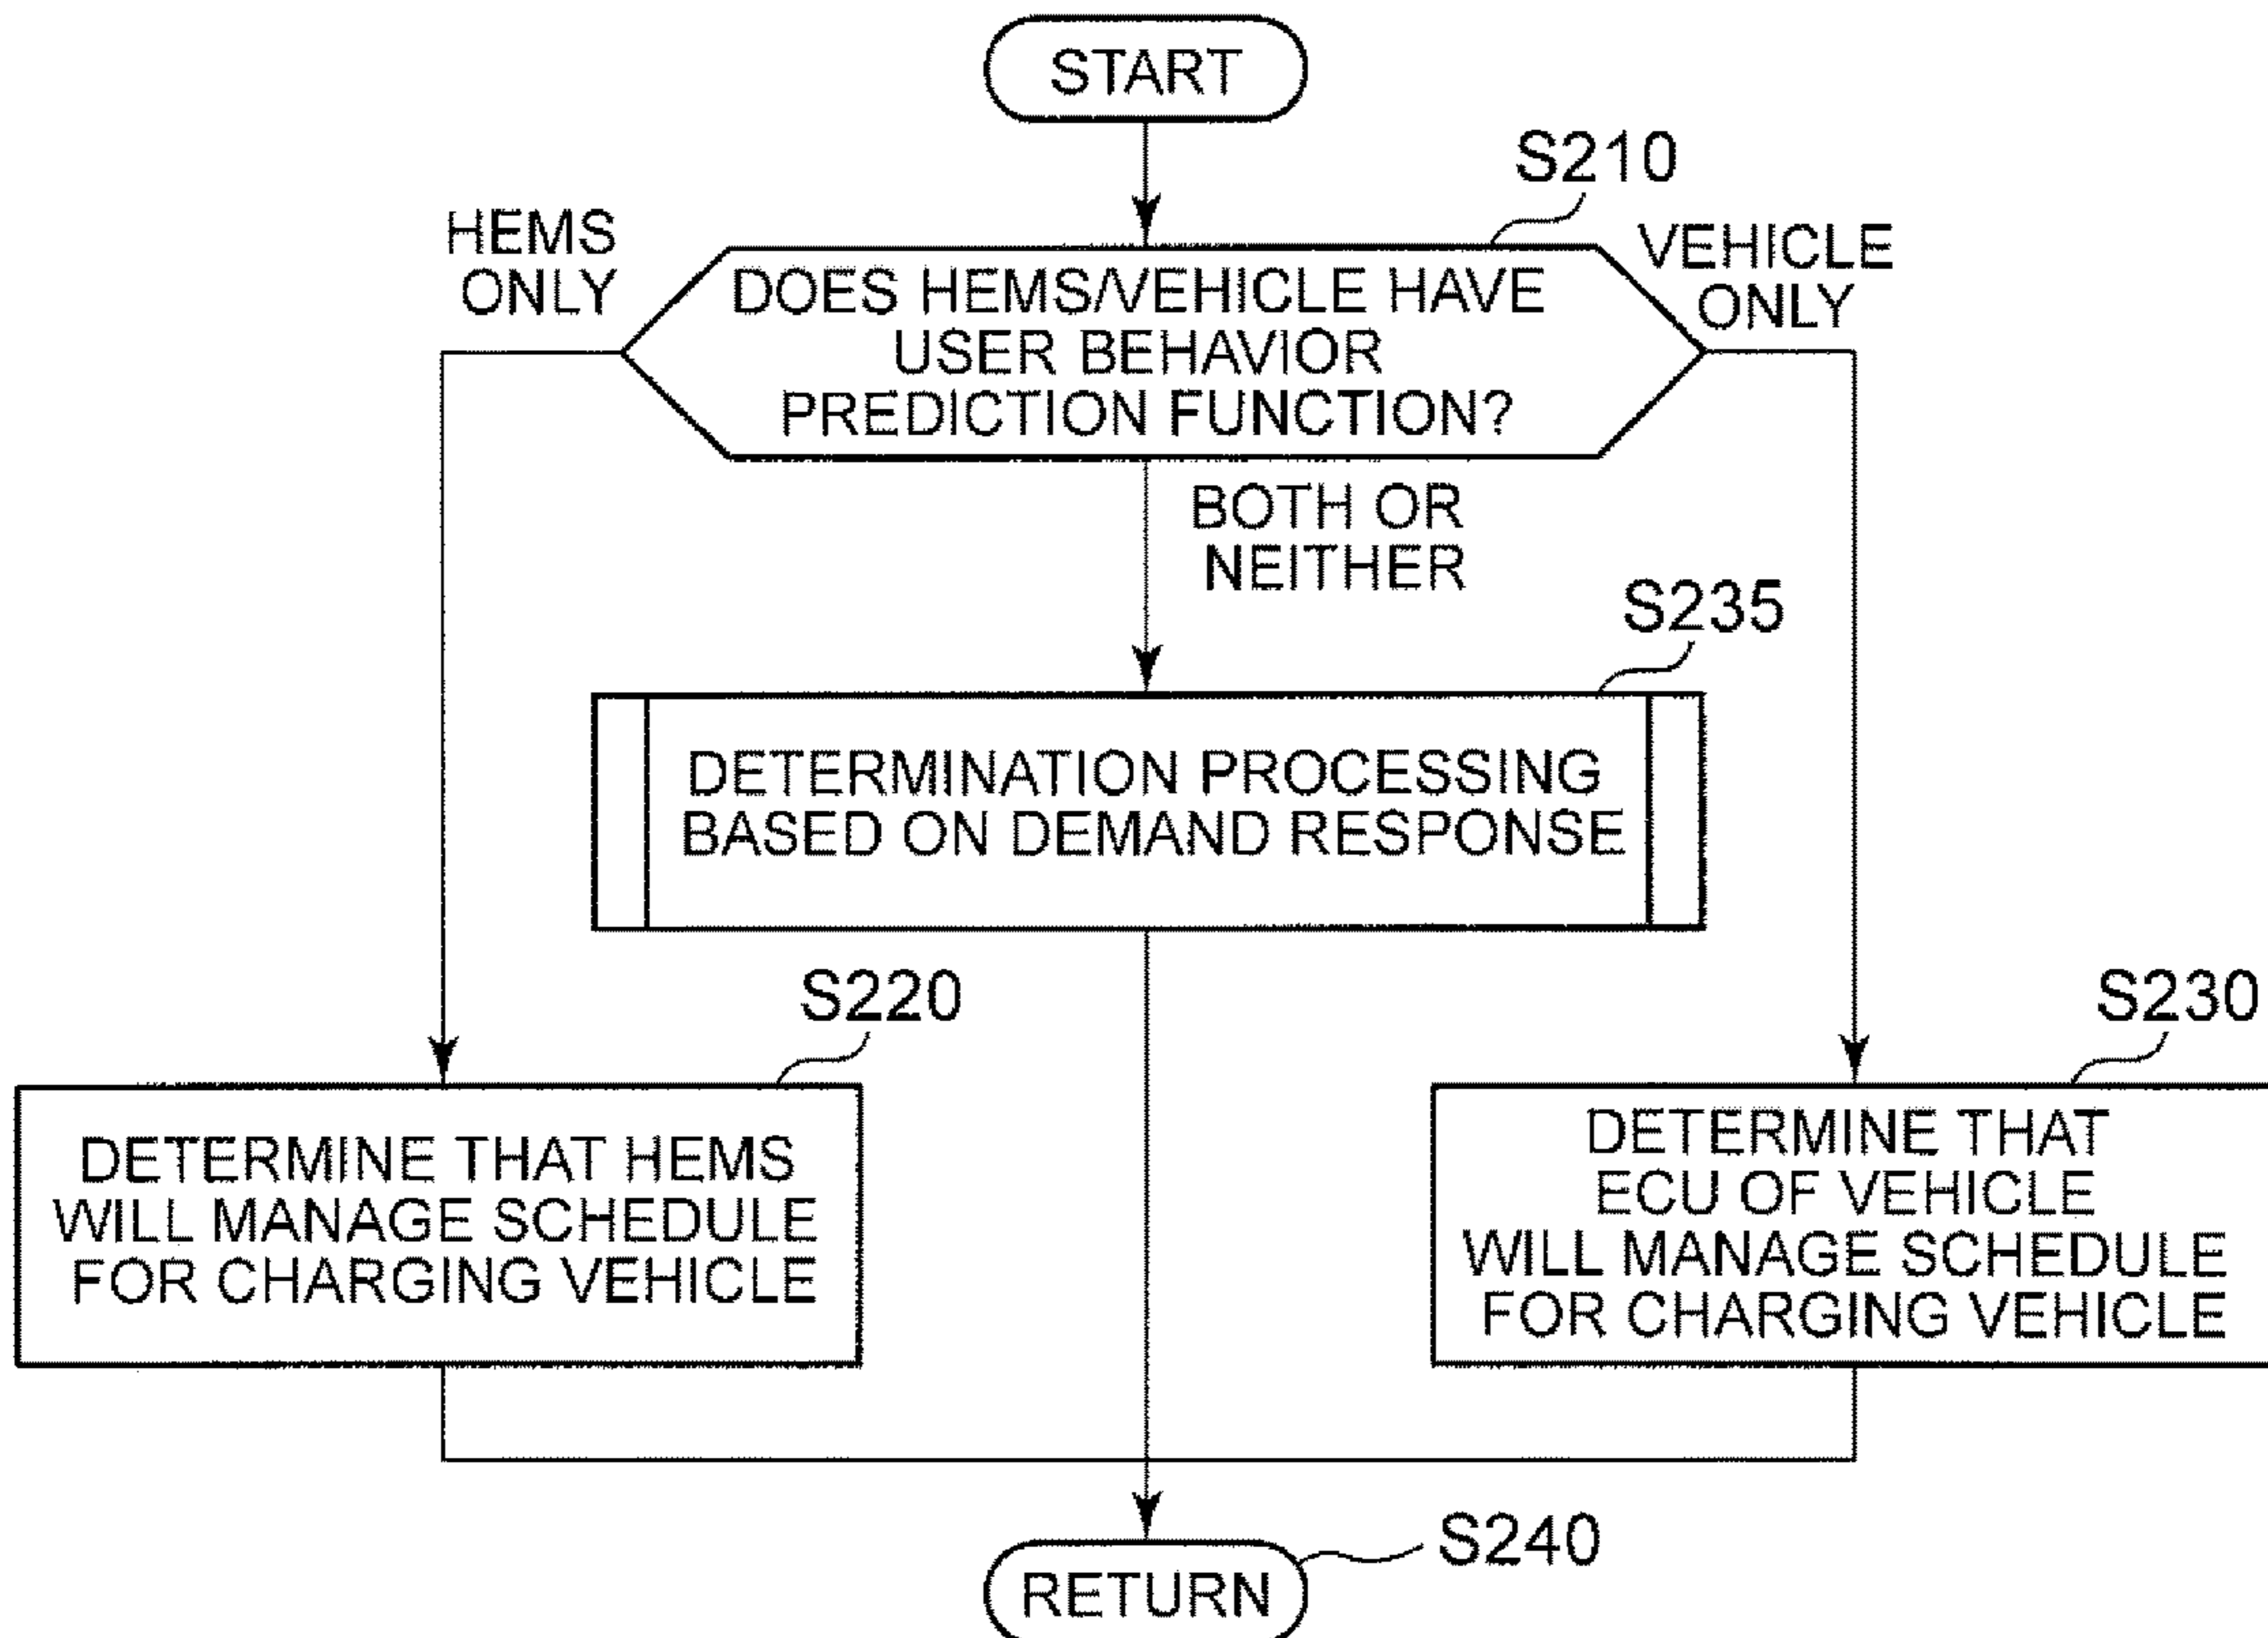 START
S210
HEMS
ONLY
VEHICLE
ONLY
DOES HEMS/VEHICLE HAVE
USER BEHAVIOR
PREDICTION FUNCTION?
BOTH OR
NEITHER
S235
DETERMINATION PROCESSING
BASED ON DEMAND RESPONSE
S220
DETERMINE THAT HEMS
WILL MANAGE SCHEDULE
FOR CHARGING VEHICLE
S230
DETERMINE THAT
ECU OF VEHICLE
WILL MANAGE SCHEDULE
FOR CHARGING VEHICLE
S240
RETURN